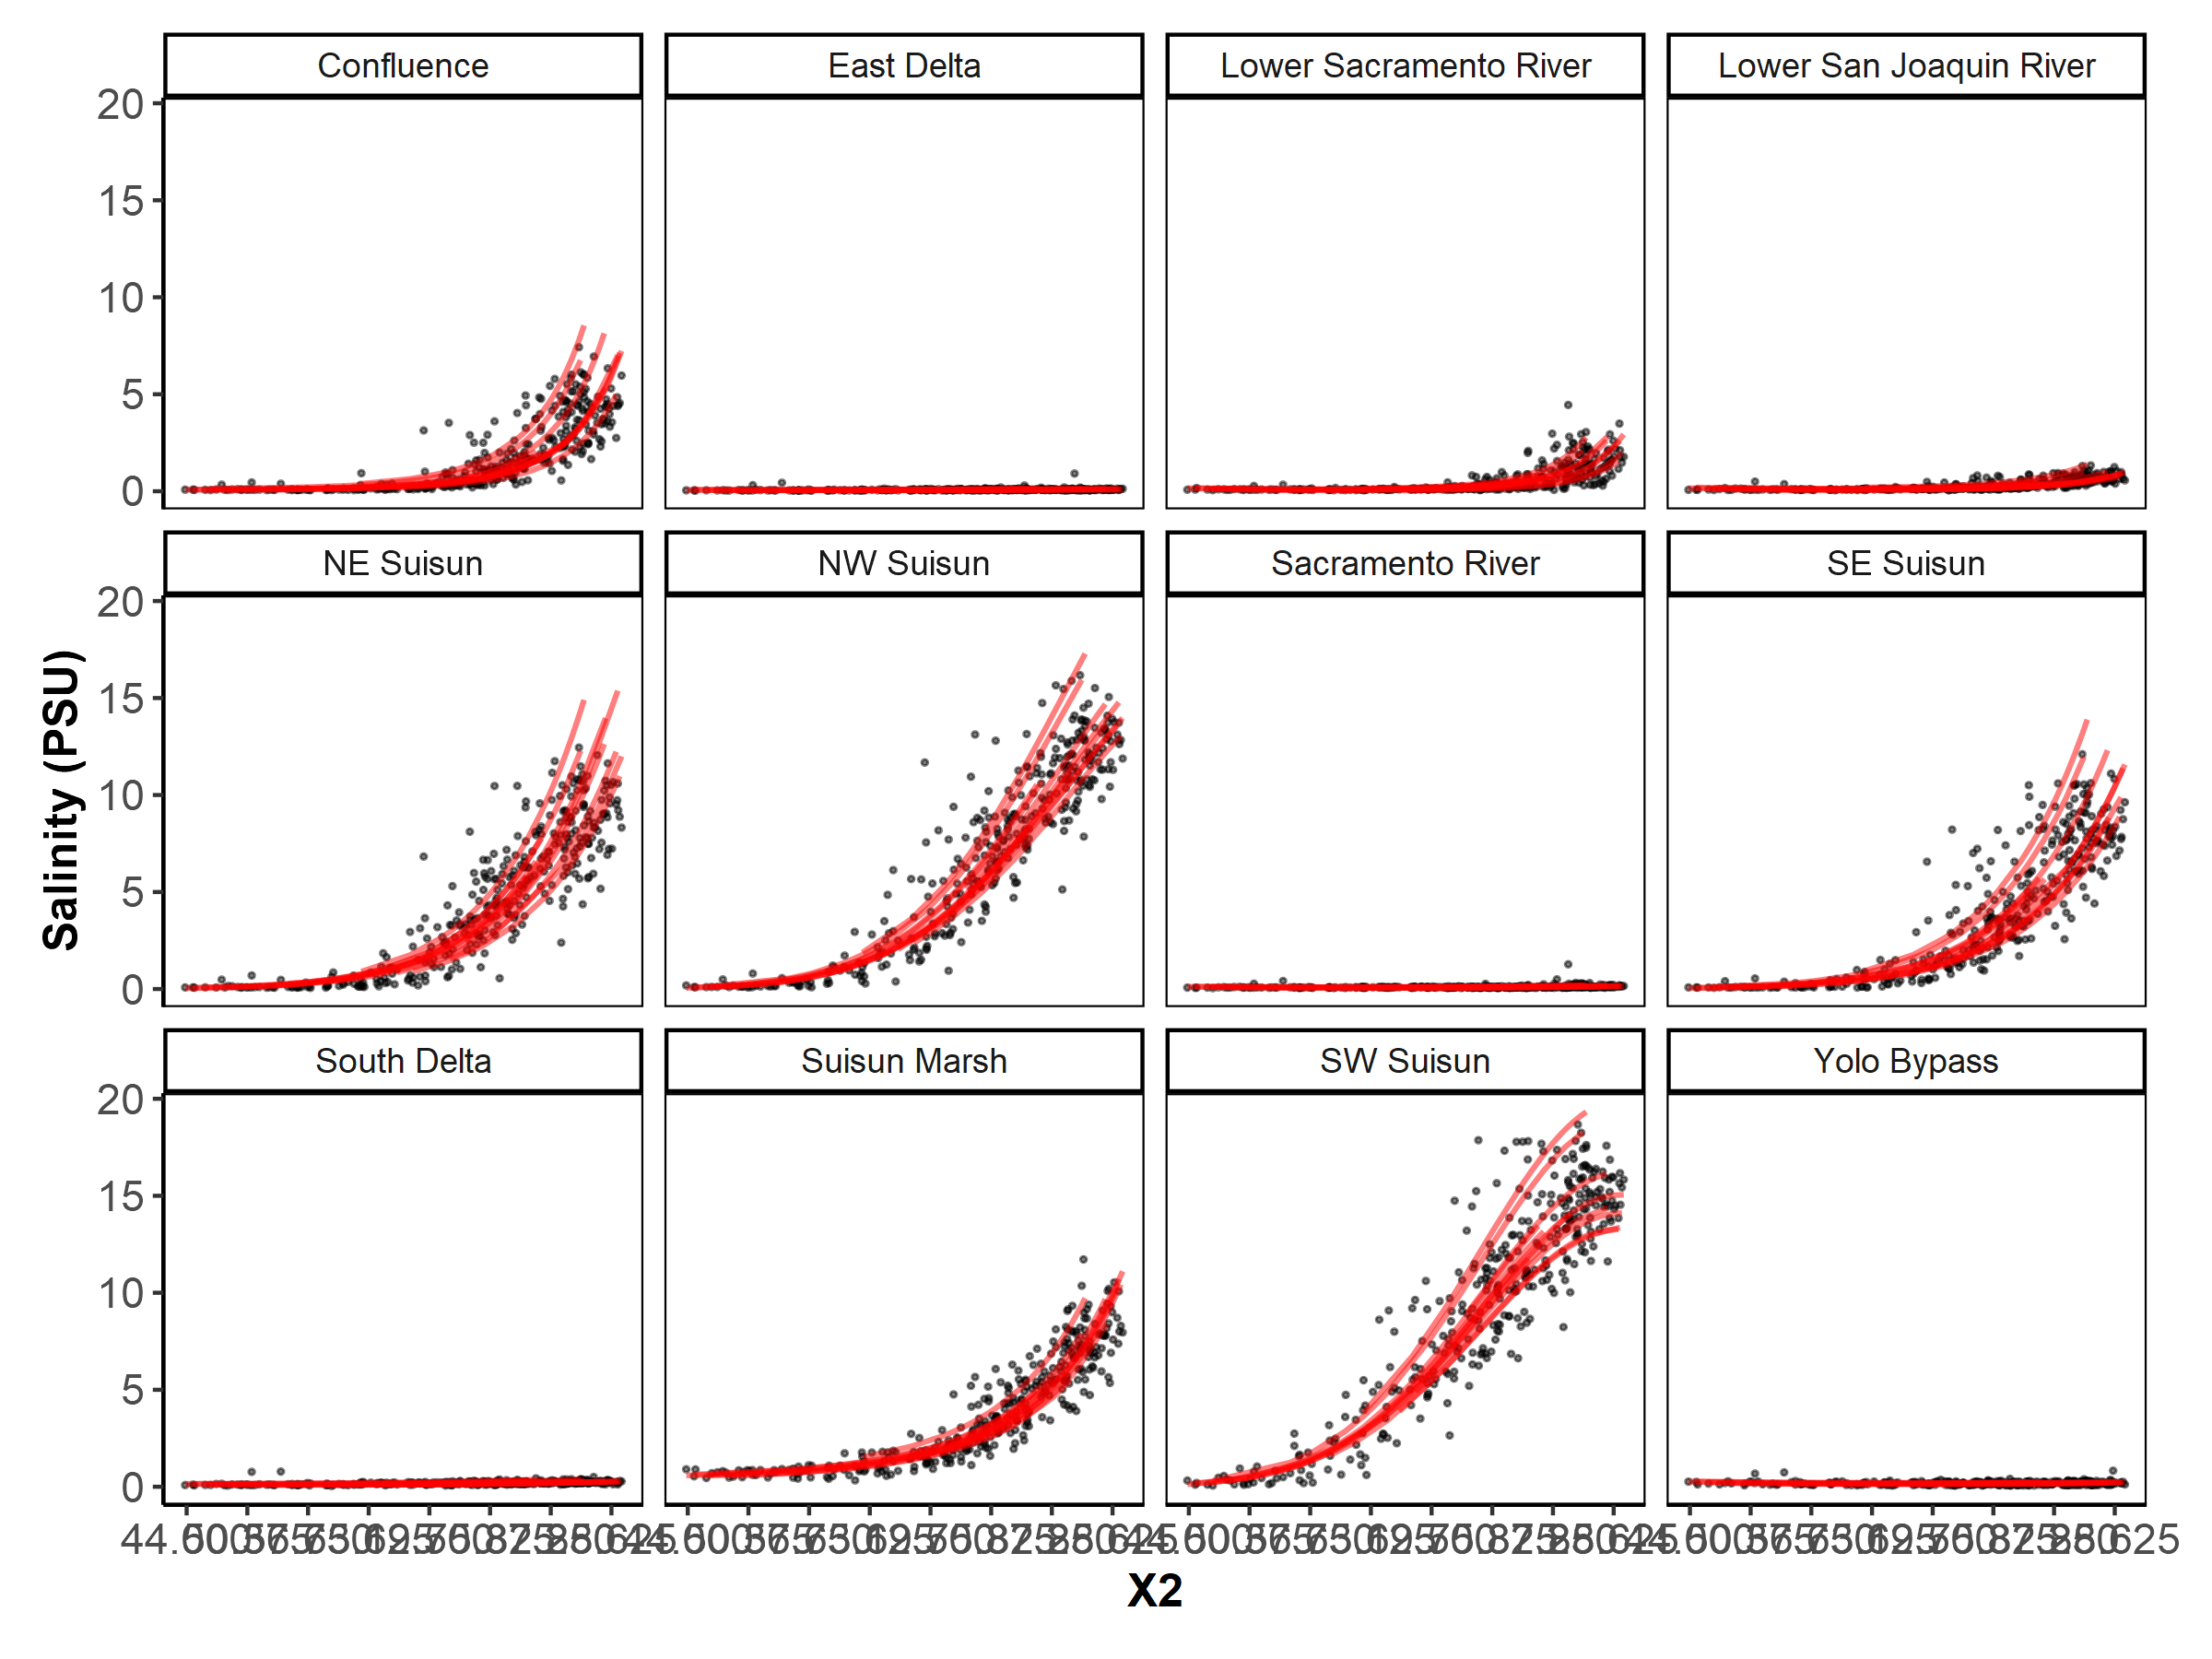 Confluence
East Delta
Lower Sacramento River
Lower San Joaquin River
20
15
10
5
0
NE Suisun
NW Suisun
Sacramento River
SE Suisun
20
15
10
5
0
South Delta
Suisun Marsh
SW Suisun
Yolo Bypass
20
15
10
5
0
Salinity (PSU)
X2